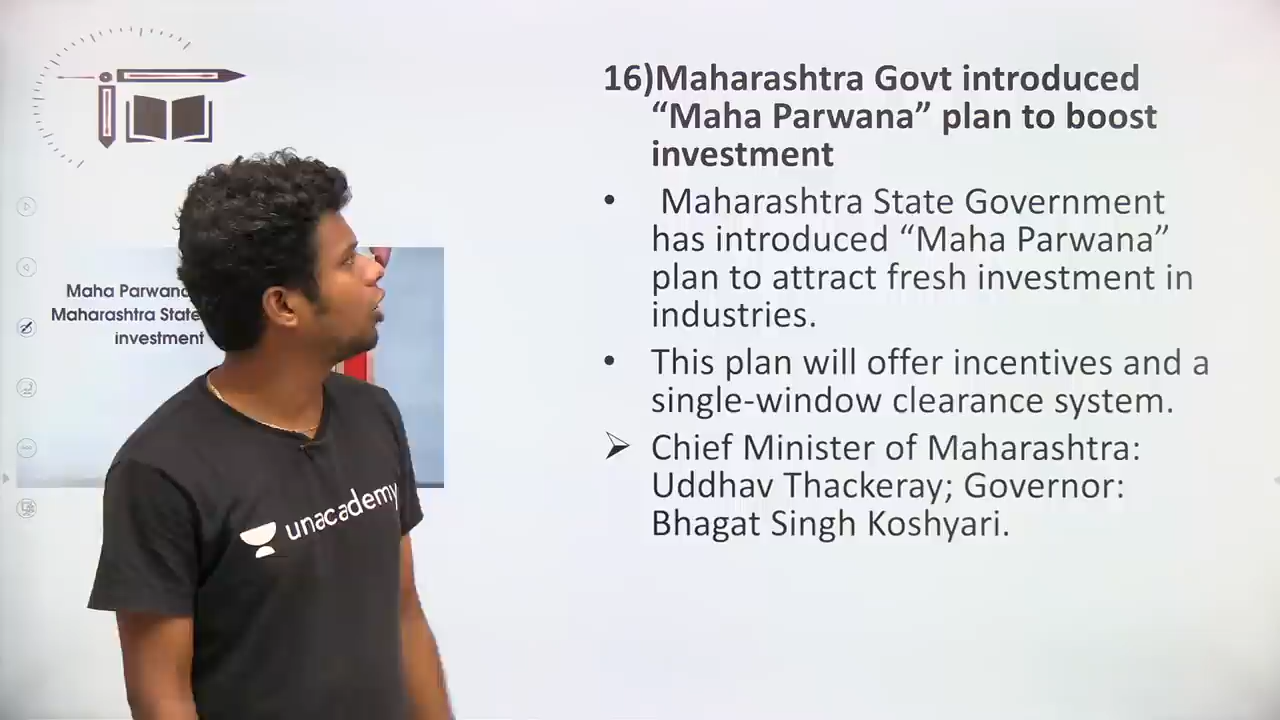 16)Maharashtra Govt introduced
“Maha Parwana” plan to boost
investment
• Maharashtra State Government
has introduced “Maha Parwana”
plan to attract fresh investment in
industries.
• This plan will offer incentives and a
single-window clearance system.
➢ Chief Minister of Maharashtra:
Uddhav Thackeray; Governor:
Bhagat Singh Koshyari.
Maha Parwana
Maharashtra State
investment
unacademy